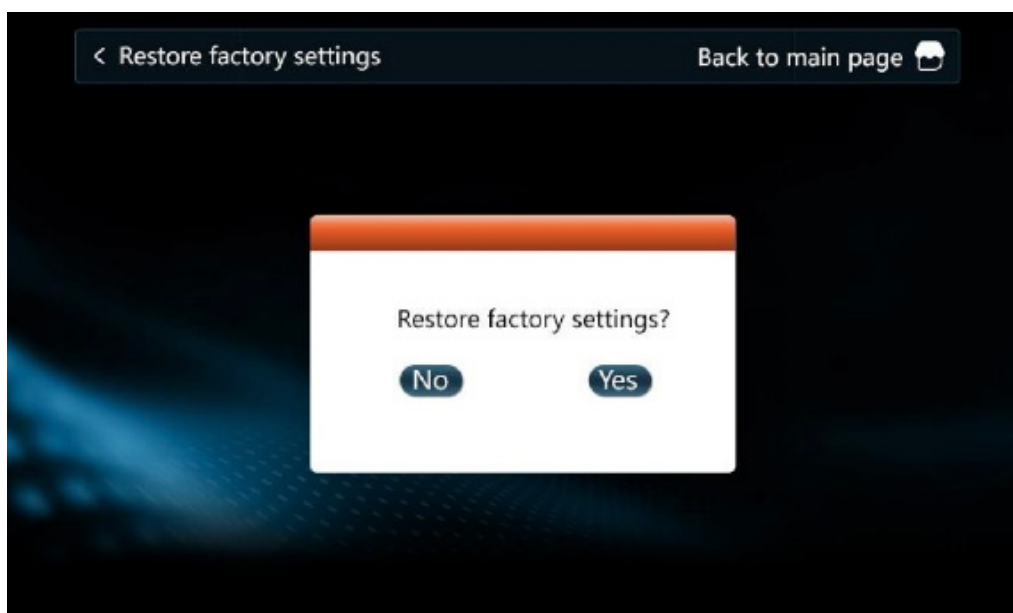 < Restore factory settings
Back to main page
Restore factory settings?
No
Yes